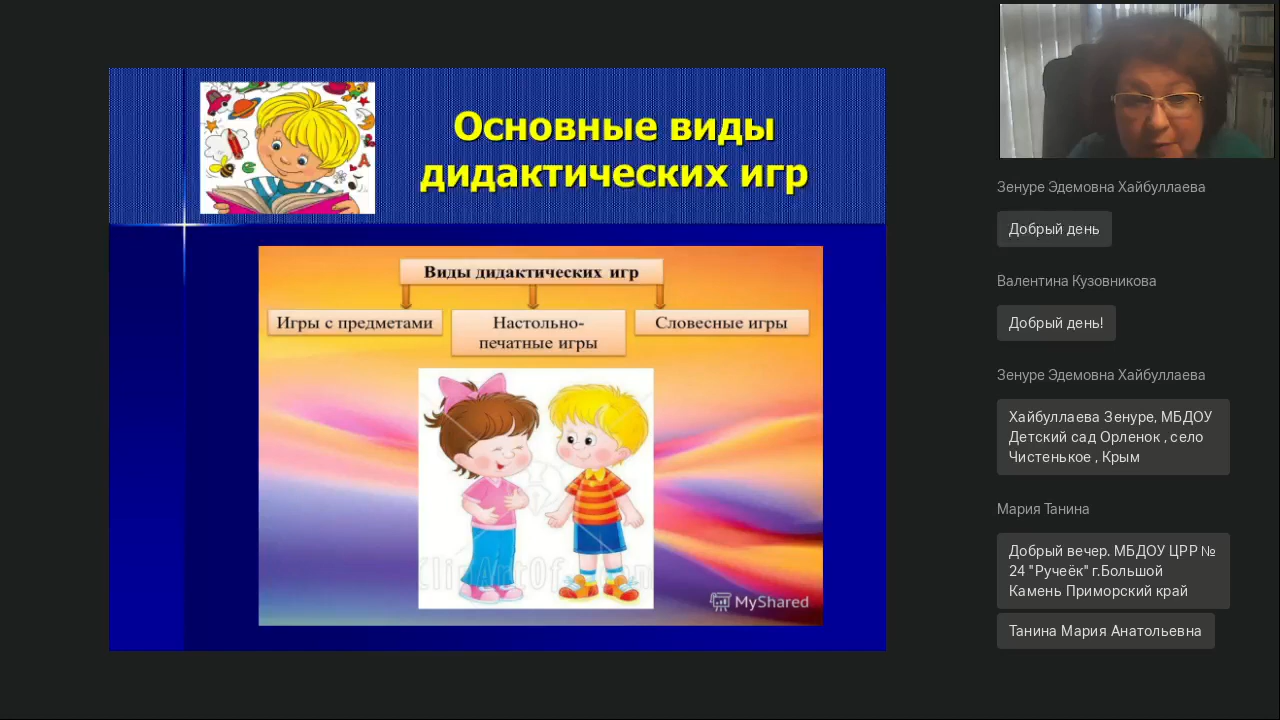 Основные виды
дидактических игр
Виды дидактических игр
Игры с предметами
Настольно-
печатные игры
Словесные игры
MyShared
Зенуре Эдемовна Хайбуллаева
Добрый день
Валентина Кузовникова
Добрый день!
Зенуре Эдемовна Хайбуллаева
Хайбуллаева Зенуре, МБДОУ
Детский сад Орленок , село
Чистенькое , Крым
Мария Танина
Добрый вечер. МБДОУ ЦРР №
24 "Ручеёк" г.Большой
Камень Приморский край
Танина Мария Анатольевна